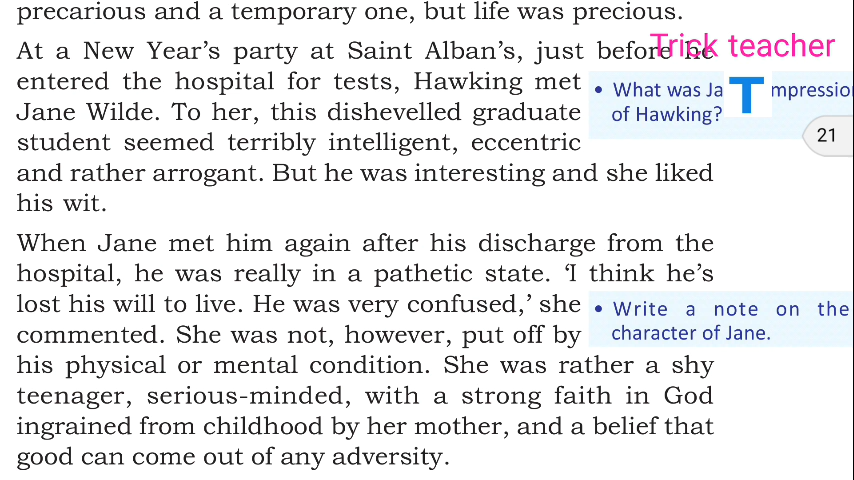 precarious and a temporary one, but life was precious.
At a New Year's party at Saint Alban's, just before he
Trick teacher
entered the hospital for tests, Hawking met
Jane Wilde. To her, this dishevelled graduate
student seemed terribly intelligent, eccentric
and rather arrogant. But he was interesting and she liked
his wit.
• What was Ja T mpressio
of Hawking?
21
When Jane met him again after his discharge from the
hospital, he was really in a pathetic state. 'I think he's
lost his will to live. He was very confused,' she
commented. She was not, however, put off by
his physical or mental condition. She was rather a shy
teenager, serious-minded, with a strong faith in God
ingrained from childhood by her mother, and a belief that
good can come out of any adversity.
• Write a note on the
character of Jane.